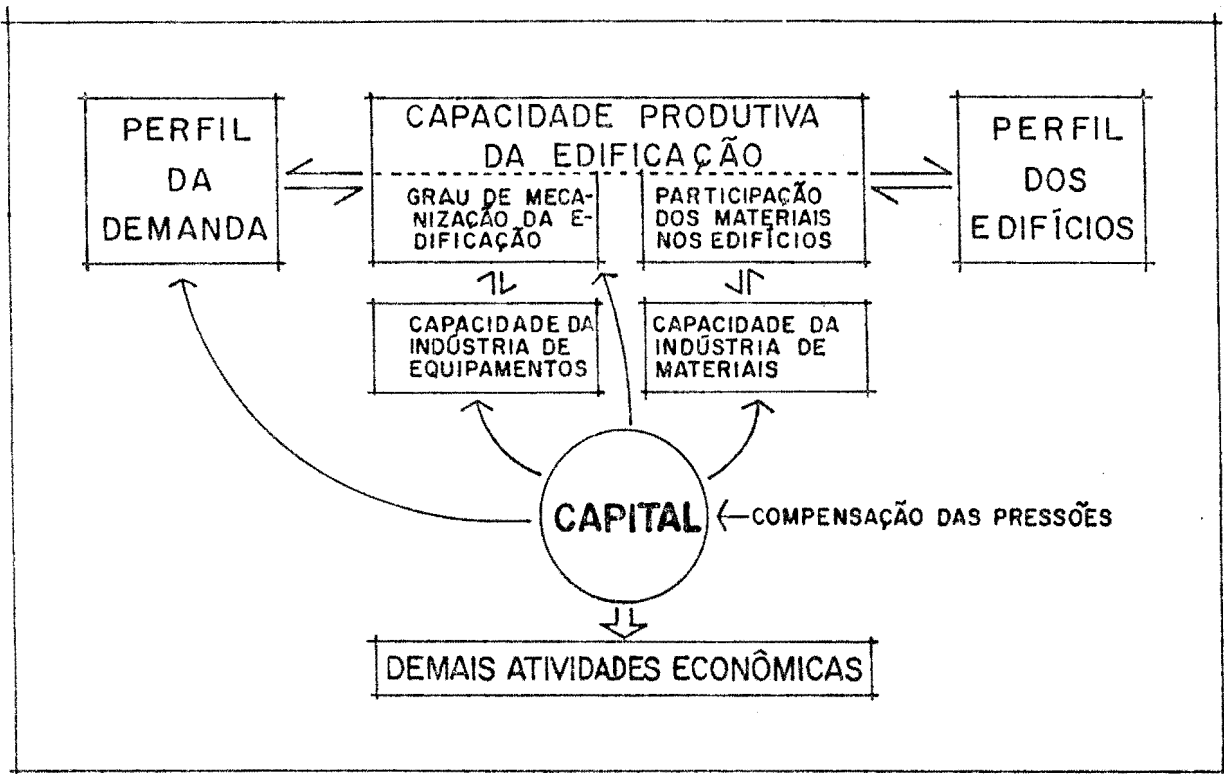 PERFIL
DA
DEMANDA
CAPACIDADE PRODUTIVA
DA EDIFICAÇÃO
GRAU DE MECA-
NIZAÇÃO DA E-
DIFICAÇÃO
PARTICIPAÇÃO
DOS MATERIAIS
NOS EDIFÍCIOS
PERFIL
DOS
EDIFÍCIOS
CAPACIDADE DA
INDÚSTRIA DE
EQUIPAMENTOS
CAPACIDADE DA
INDÚSTRIA DE
MATERIAIS
CAPITAL
COMPENSAÇÃO DAS PRESSÕES
DEMAIS ATIVIDADES ECONÔMICAS